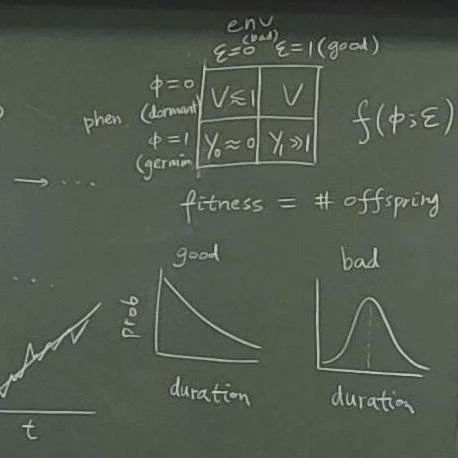 env
ε=0 (bad) ε=1 (good)
phen
φ=0 (dormant) V≲1 V
φ=1 (germin Y₀≈0 Y₁≫1
f(φ;ε)
→ ...
fitness = # offspring
...
good
prob
duration
bad
duration
t